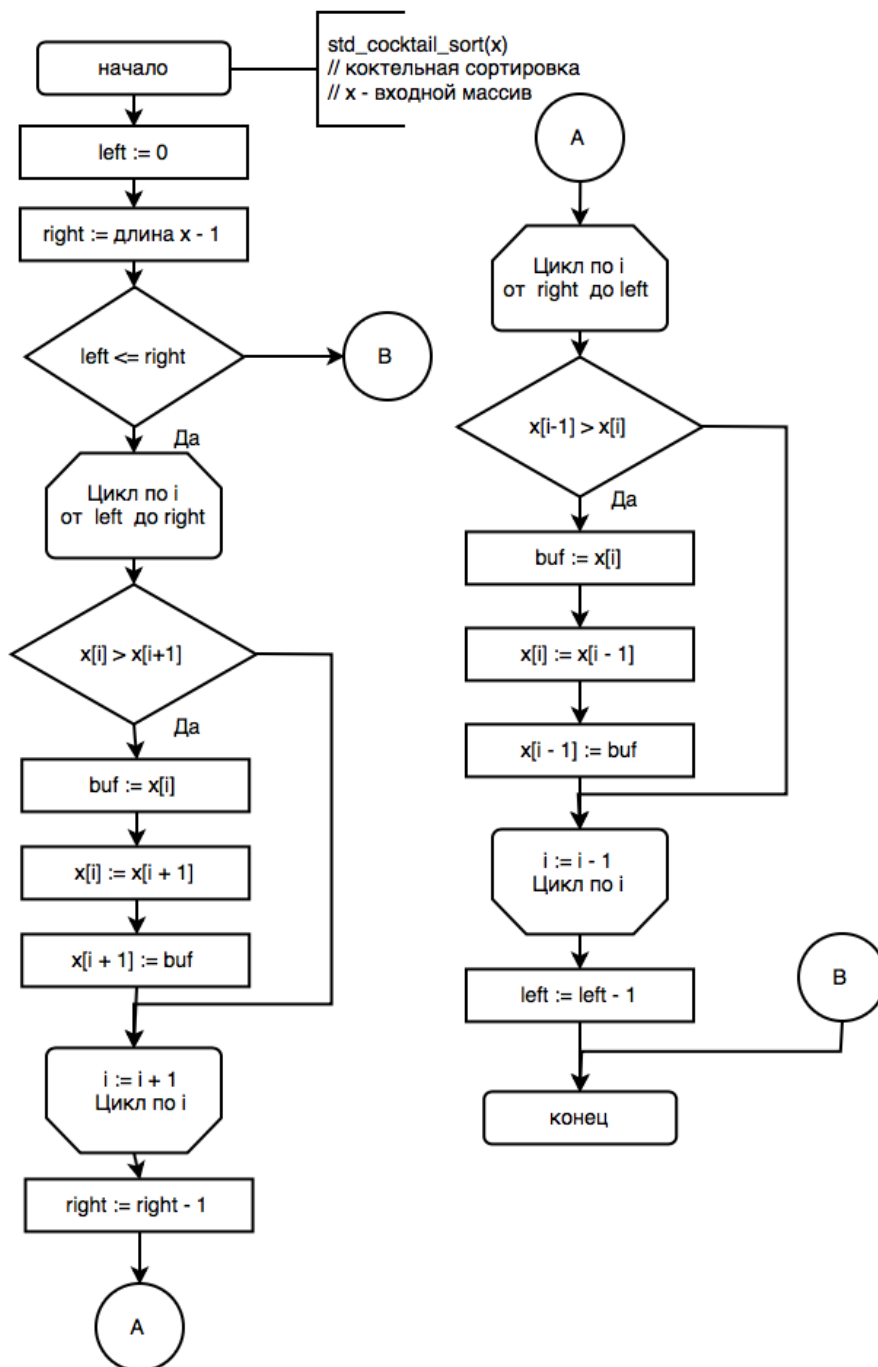 начало
std_cocktail_sort(x)
// коктельная сортировка
// x - входной массив
left := 0
right := длина x - 1
left <= right
B
Да
Цикл по i
от left до right
x[i] > x[i+1]
Да
buf := x[i]
x[i] := x[i + 1]
x[i + 1] := buf
i := i + 1
Цикл по i
right := right - 1
A
A
Цикл по i
от right до left
x[i-1] > x[i]
Да
buf := x[i]
x[i] := x[i - 1]
x[i - 1] := buf
i := i - 1
Цикл по i
left := left - 1
B
конец